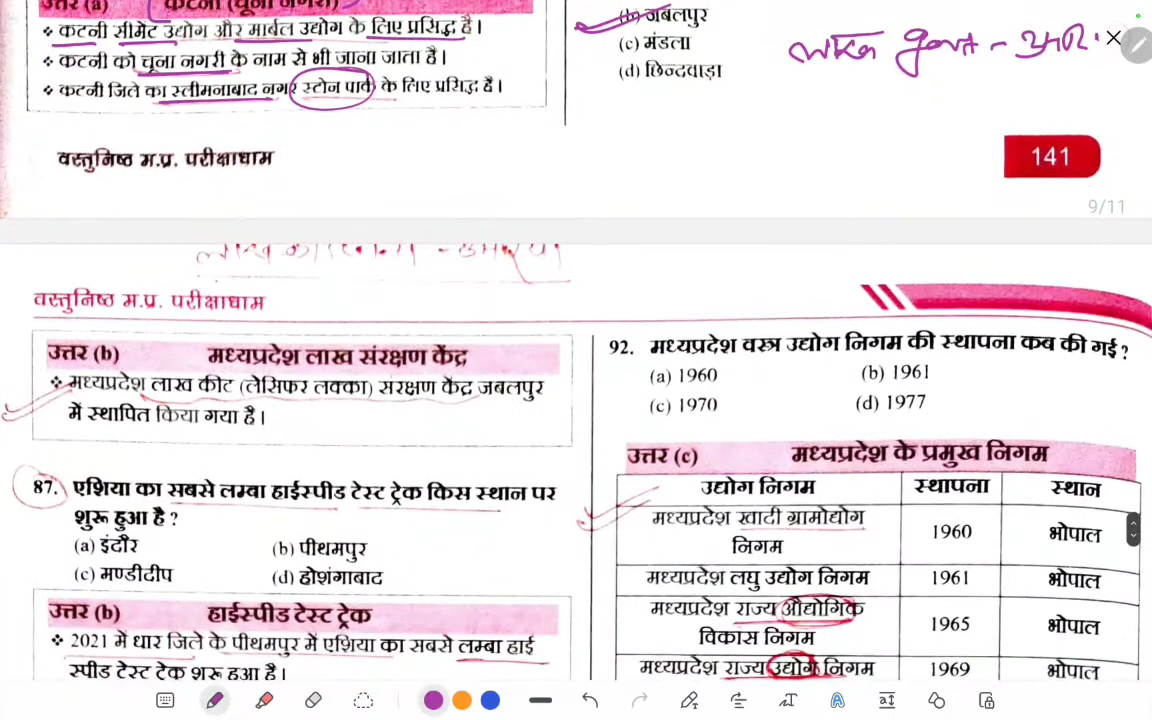 उत्तर (a) कटनी (चूना नगरी)
❖ कटनी सीमेंट उद्योग और मार्बल उद्योग के लिए प्रसिद्ध है।
❖ कटनी को चूना नगरी के नाम से भी जाना जाता है।
❖ कटनी जिले का स्लीमनाबाद नगर स्टोन पार्क के लिए प्रसिद्ध है।
वस्तुनिष्ठ म.प्र. परीक्षाधाम
(b) जबलपुर
(c) मंडला
(d) छिन्दवाड़ा
141
9/11
वस्तुनिष्ठ म.प्र. परीक्षाधाम
उत्तर (b) मध्यप्रदेश लाख संरक्षण केंद्र
❖ मध्यप्रदेश लाख कीट (लेसिफर लक्का) संरक्षण केंद्र जबलपुर
में स्थापित किया गया है।
87. एशिया का सबसे लम्बा हाईस्पीड टेस्ट ट्रेक किस स्थान पर
शुरू हुआ है ?
(a) इंदौर (b) पीथमपुर
(c) मण्डीदीप (d) होशंगाबाद
उत्तर (b) हाईस्पीड टेस्ट ट्रेक
❖ 2021 में धार जिले के पीथमपुर में एशिया का सबसे लम्बा हाई
स्पीड टेस्ट ट्रेक शुरू हुआ है।
92. मध्यप्रदेश वस्त्र उद्योग निगम की स्थापना कब की गई ?
(a) 1960 (b) 1961
(c) 1970 (d) 1977
उत्तर (c) मध्यप्रदेश के प्रमुख निगम
उद्योग निगम स्थापना स्थान
मध्यप्रदेश खादी ग्रामोद्योग निगम 1960 भोपाल
मध्यप्रदेश लघु उद्योग निगम 1961 भोपाल
मध्यप्रदेश राज्य औद्योगिक विकास निगम 1965 भोपाल
मध्यप्रदेश राज्य उद्योग निगम 1969 भोपाल